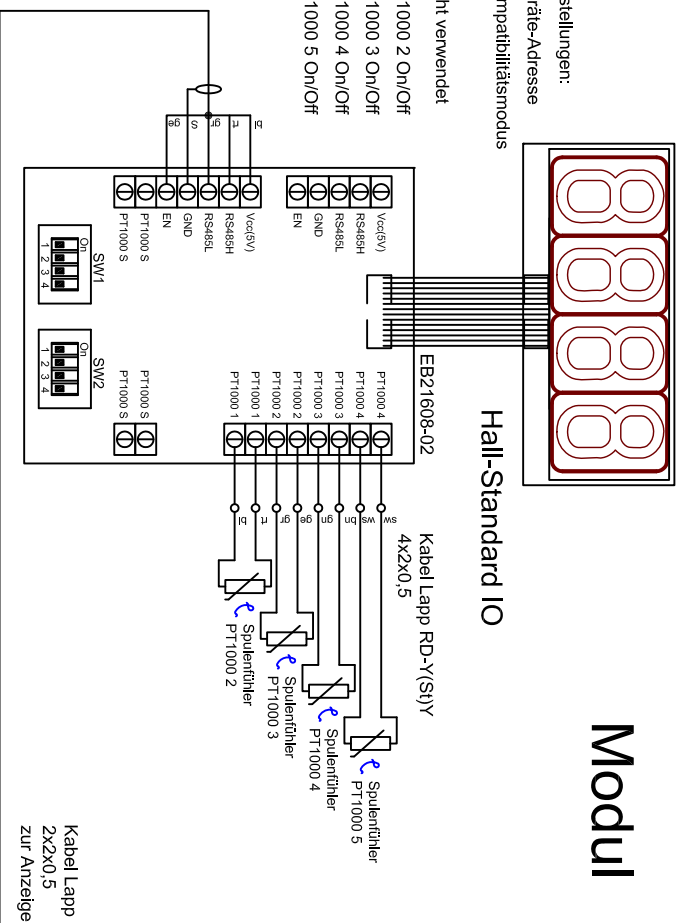 stellungen:
räte-Adresse
mpatibilitätsmodus
ht verwendet
1000 2 On/Off
1000 3 On/Off
1000 4 On/Off
1000 5 On/Off
Modul
Hall-Standard IO
EB21608-02
Vcc(5V)
RS485H
RS485L
GND
EN
bl
rt
gr
S
ge
Vcc(5V)
RS485H
RS485L
GND
EN
PT1000 S
PT1000 S
SW1
On
1 2 3 4
SW2
On
1 2 3 4
PT1000 S
PT1000 S
PT1000 4
PT1000 4
PT1000 3
PT1000 3
PT1000 2
PT1000 2
PT1000 1
PT1000 1
sw
ws
bn
gn
ge
gr
rt
bl
Kabel Lapp RD-Y(St)Y
4x2x0,5
Spulenfühler
PT1000 5
Spulenfühler
PT1000 4
Spulenfühler
PT1000 3
Spulenfühler
PT1000 2
Kabel Lapp
2x2x0,5
zur Anzeige